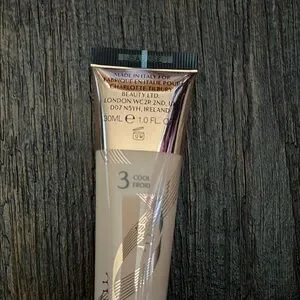 MADE IN ITALY FOR
FABRIQUÉ EN ITALIE POUR
CHARLOTTE TILBURY
BEAUTY LTD.
LONDON WC2R 2ND, UK
D02 N5YH, IRELAND
30ML ℮ 1.0 FL. O
3 COOL
FROID